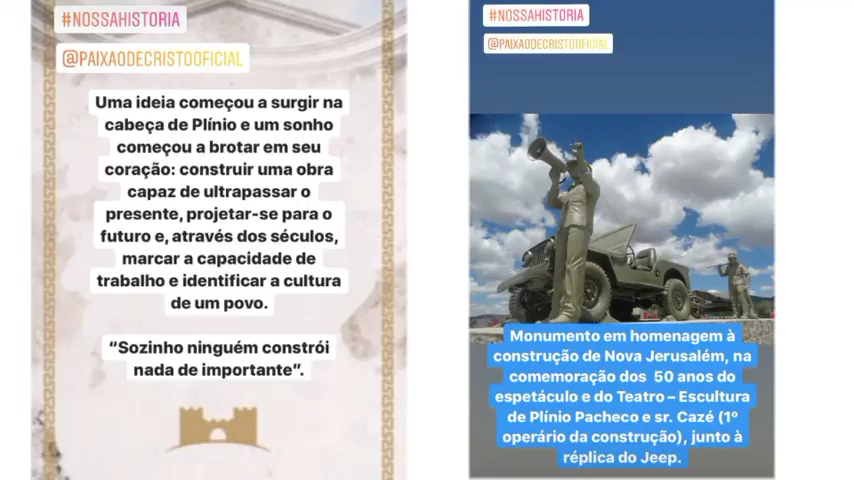 #NOSSAHISTORIA
@PAIXAODECRISTOOFICIAL
Uma ideia começou a surgir na
cabeça de Plínio e um sonho
começou a brotar em seu
coração: construir uma obra
capaz de ultrapassar o
presente, projetar-se para o
futuro e, através dos séculos,
marcar a capacidade de
trabalho e identificar a cultura
de um povo.
“Sozinho ninguém constrói
nada de importante”.
#NOSSAHISTORIA
@PAIXAODECRISTOOFICIAL
Monumento em homenagem à
construção de Nova Jerusalém, na
comemoração dos 50 anos do
espetáculo e do Teatro – Escultura
de Plínio Pacheco e sr. Cazé (1º
operário da construção), junto à
réplica do Jeep.